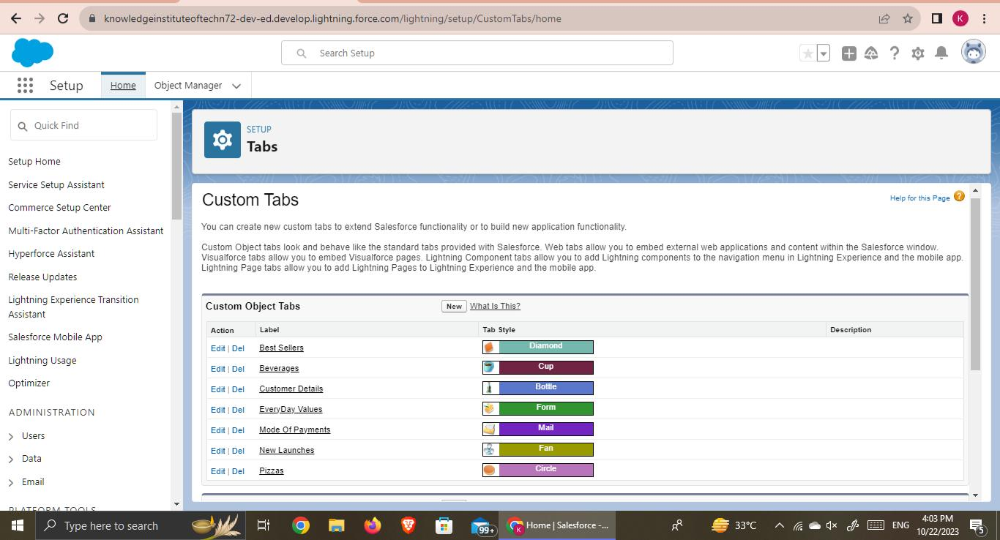 knowledgeinstituteoftechn72-dev-ed.develop.lightning.force.com/lightning/setup/CustomTabs/home
K
Search Setup
Setup
Home
Object Manager
Quick Find
Setup Home
Service Setup Assistant
Commerce Setup Center
Multi-Factor Authentication Assistant
Hyperforce Assistant
Release Updates
Lightning Experience Transition
Assistant
Salesforce Mobile App
Lightning Usage
Optimizer
ADMINISTRATION
Users
Data
Email
PLATFORM TOOLS
SETUP
Tabs
Custom Tabs
Help for this Page ?
You can create new custom tabs to extend Salesforce functionality or to build new application functionality.
Custom Object tabs look and behave like the standard tabs provided with Salesforce. Web tabs allow you to embed external web applications and content within the Salesforce window.
Visualforce tabs allow you to embed Visualforce pages. Lightning Component tabs allow you to add Lightning components to the navigation menu in Lightning Experience and the mobile app.
Lightning Page tabs allow you to add Lightning Pages to Lightning Experience and the mobile app.
Custom Object Tabs New What Is This?
Action Label Tab Style Description
Edit | Del Best Sellers Diamond
Edit | Del Beverages Cup
Edit | Del Customer Details Bottle
Edit | Del EveryDay Values Form
Edit | Del Mode Of Payments Mail
Edit | Del New Launches Fan
Edit | Del Pizzas Circle
Type here to search
99+
K
Home | Salesforce -...
33°C
ENG
4:03 PM
10/22/2023
5